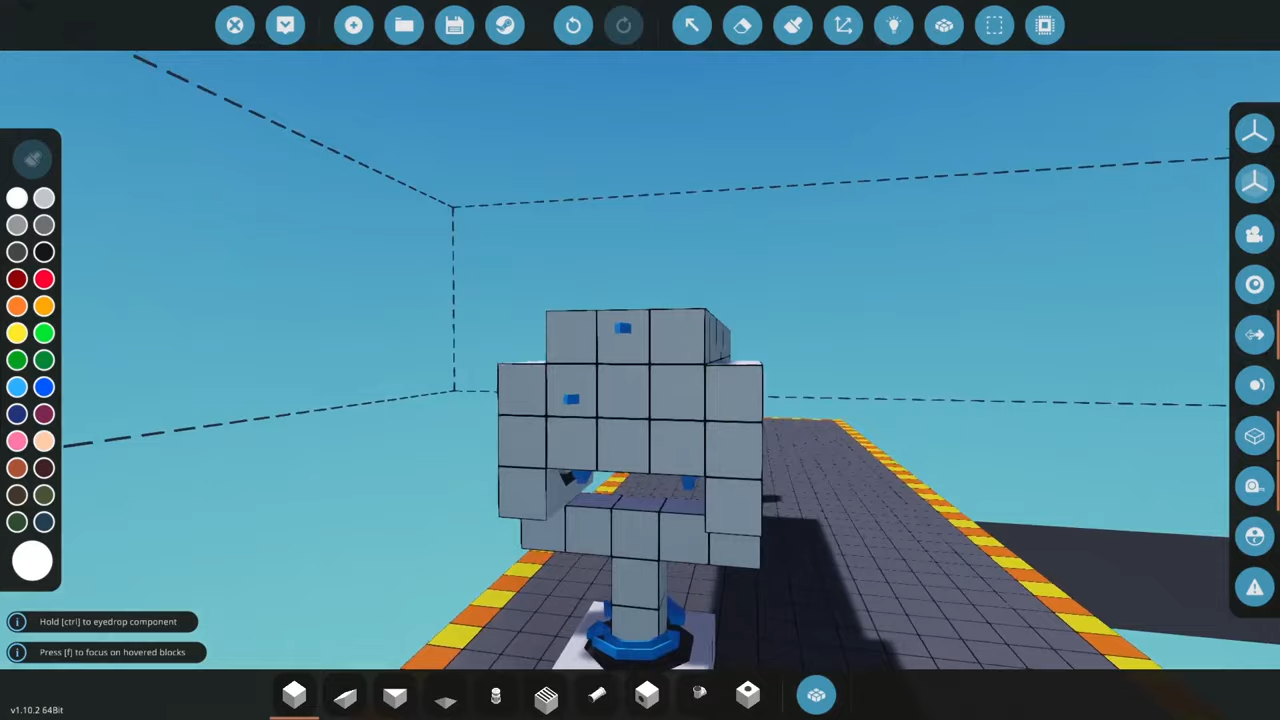 Hold [ctrl] to eyedrop component
Press [f] to focus on hovered blocks
v1.10.2 64Bit